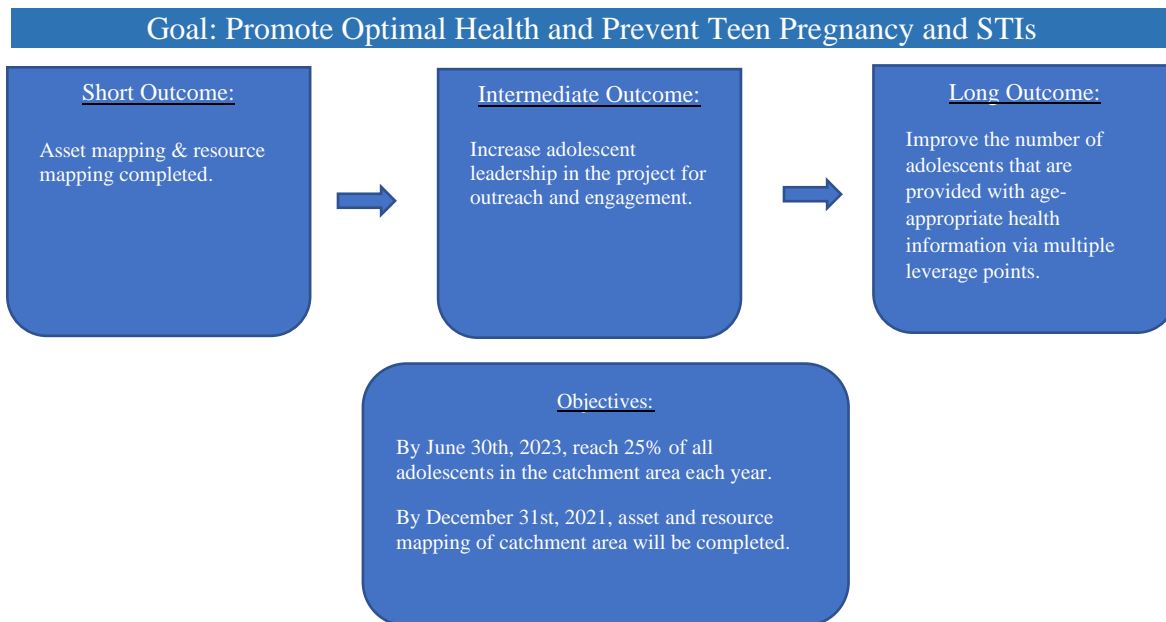 Goal: Promote Optimal Health and Prevent Teen Pregnancy and STIs
Short Outcome:
Asset mapping & resource
mapping completed.
Intermediate Outcome:
Increase adolescent
leadership in the project for
outreach and engagement.
Long Outcome:
Improve the number of
adolescents that are
provided with age-
appropriate health
information via multiple
leverage points.
Objectives:
By June 30th, 2023, reach 25% of all
adolescents in the catchment area each year.
By December 31st, 2021, asset and resource
mapping of catchment area will be completed.